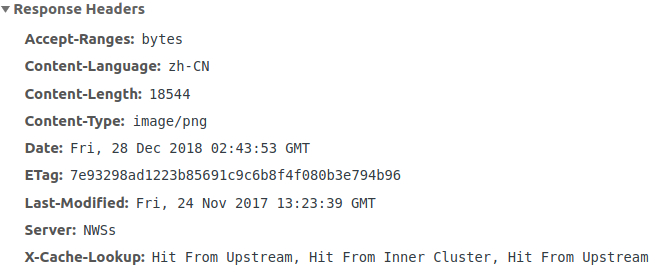 Response Headers
Accept-Ranges: bytes
Content-Language: zh-CN
Content-Length: 18544
Content-Type: image/png
Date: Fri, 28 Dec 2018 02:43:53 GMT
ETag: 7e93298ad1223b85691c9c6b8f4f080b3e794b96
Last-Modified: Fri, 24 Nov 2017 13:23:39 GMT
Server: NWSs
X-Cache-Lookup: Hit From Upstream, Hit From Inner Cluster, Hit From Upstream